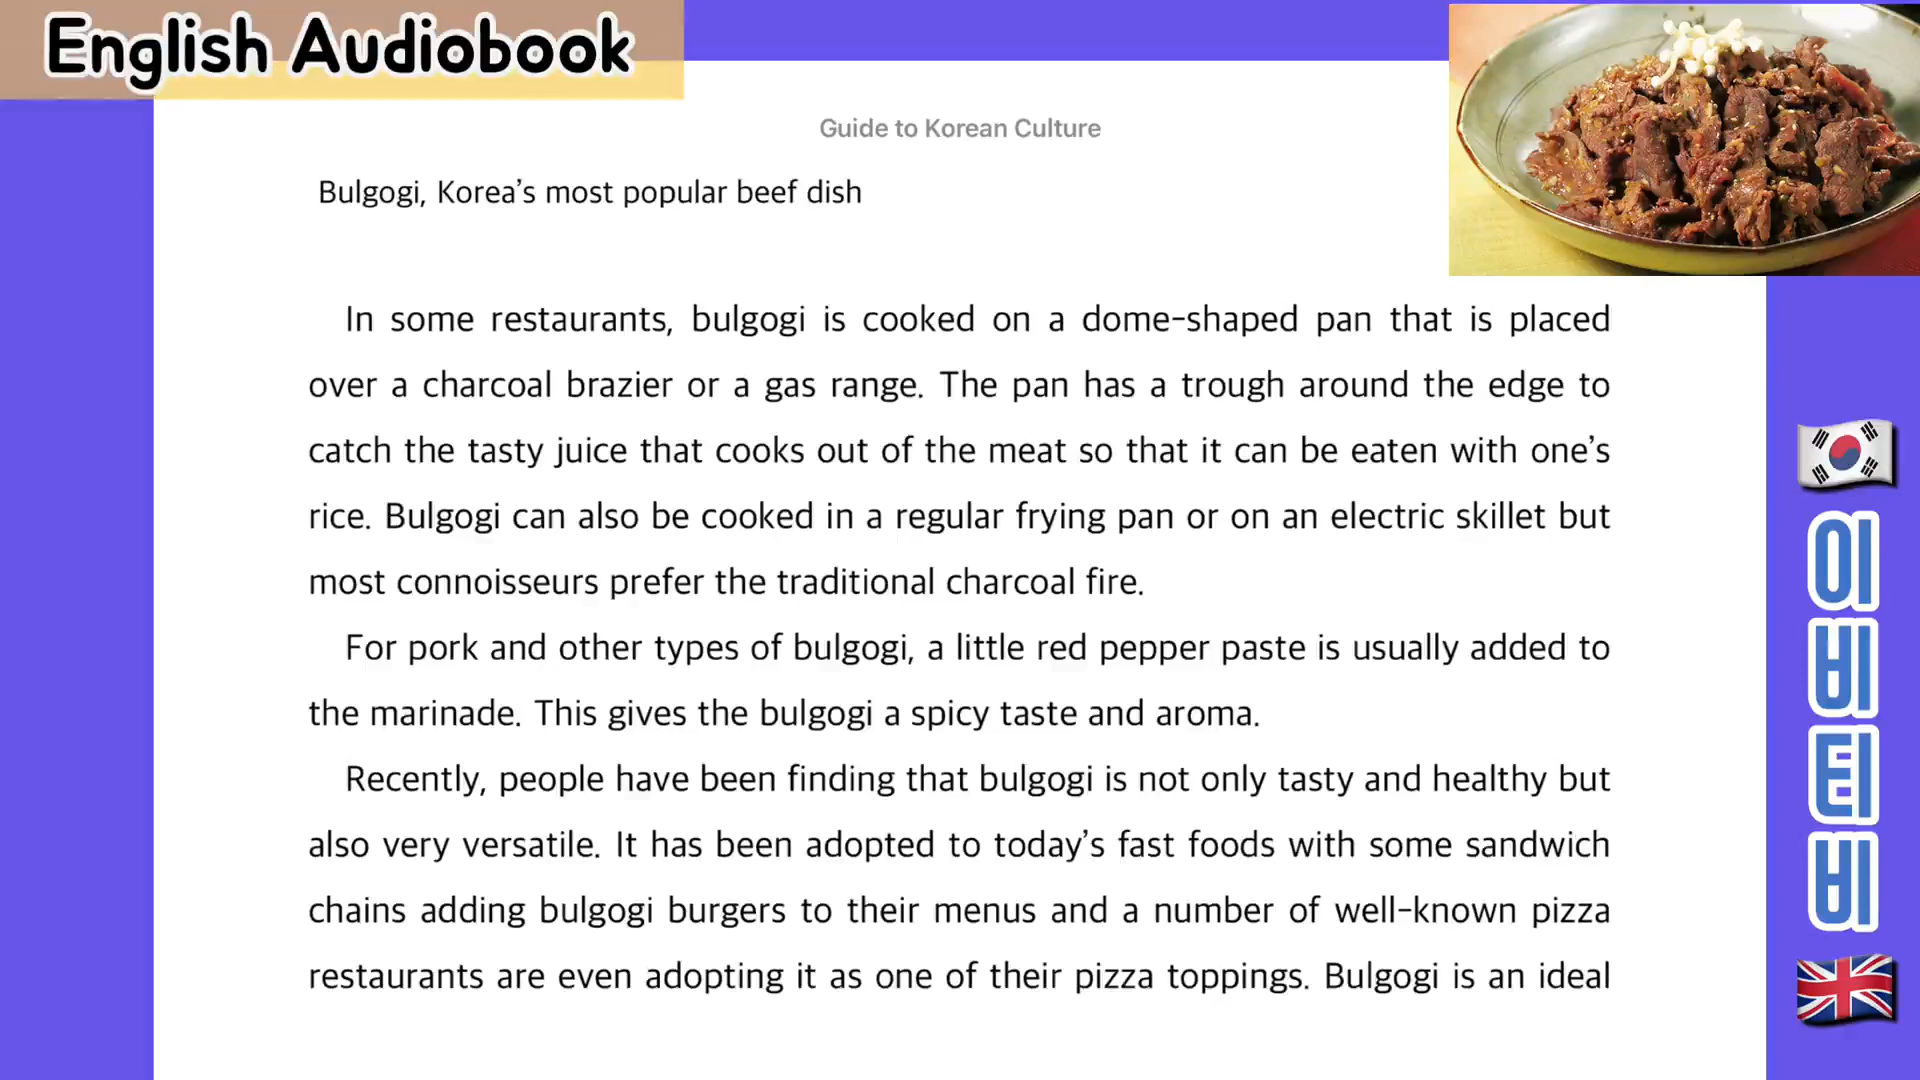 English Audiobook
Guide to Korean Culture
Bulgogi, Korea's most popular beef dish
In some restaurants, bulgogi is cooked on a dome-shaped pan that is placed
over a charcoal brazier or a gas range. The pan has a trough around the edge to
catch the tasty juice that cooks out of the meat so that it can be eaten with one's
rice. Bulgogi can also be cooked in a regular frying pan or on an electric skillet but
most connoisseurs prefer the traditional charcoal fire.
For pork and other types of bulgogi, a little red pepper paste is usually added to
the marinade. This gives the bulgogi a spicy taste and aroma.
Recently, people have been finding that bulgogi is not only tasty and healthy but
also very versatile. It has been adopted to today's fast foods with some sandwich
chains adding bulgogi burgers to their menus and a number of well-known pizza
restaurants are even adopting it as one of their pizza toppings. Bulgogi is an ideal
이비티비